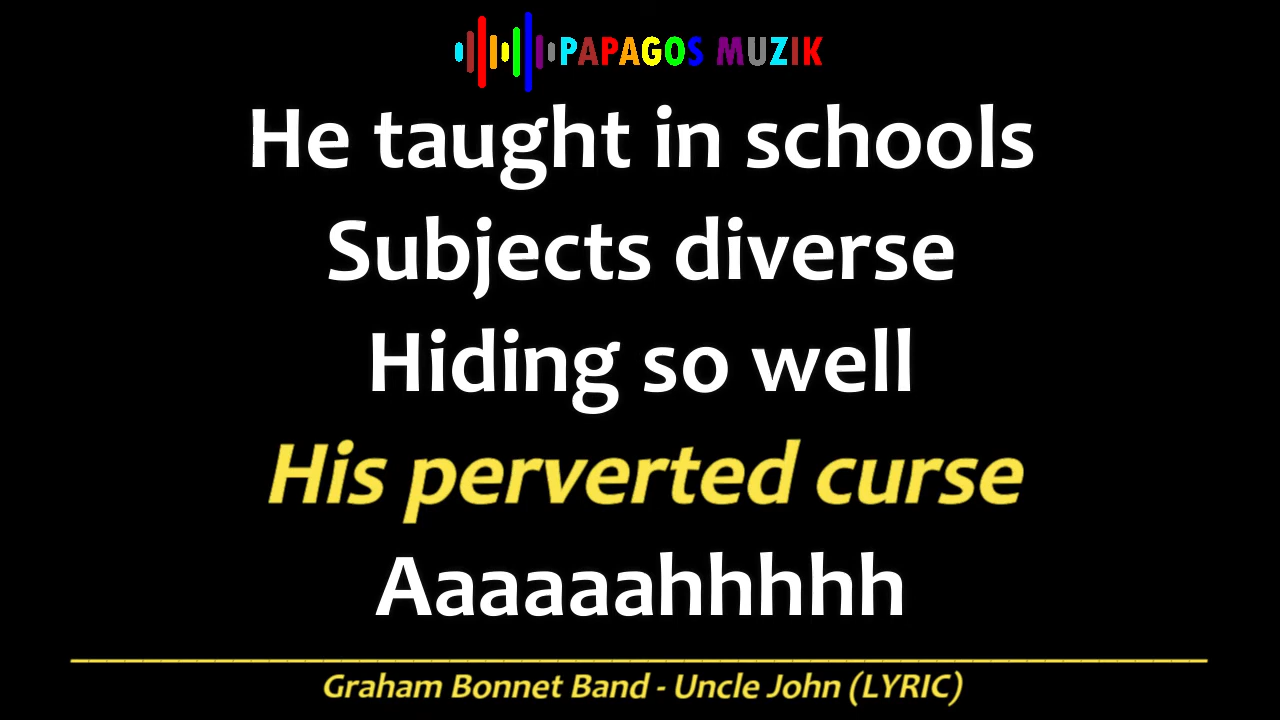 PAPAGOS MUZIK
He taught in schools
Subjects diverse
Hiding so well
His perverted curse
Aaaaaahhhhh
Graham Bonnet Band - Uncle John (LYRIC)